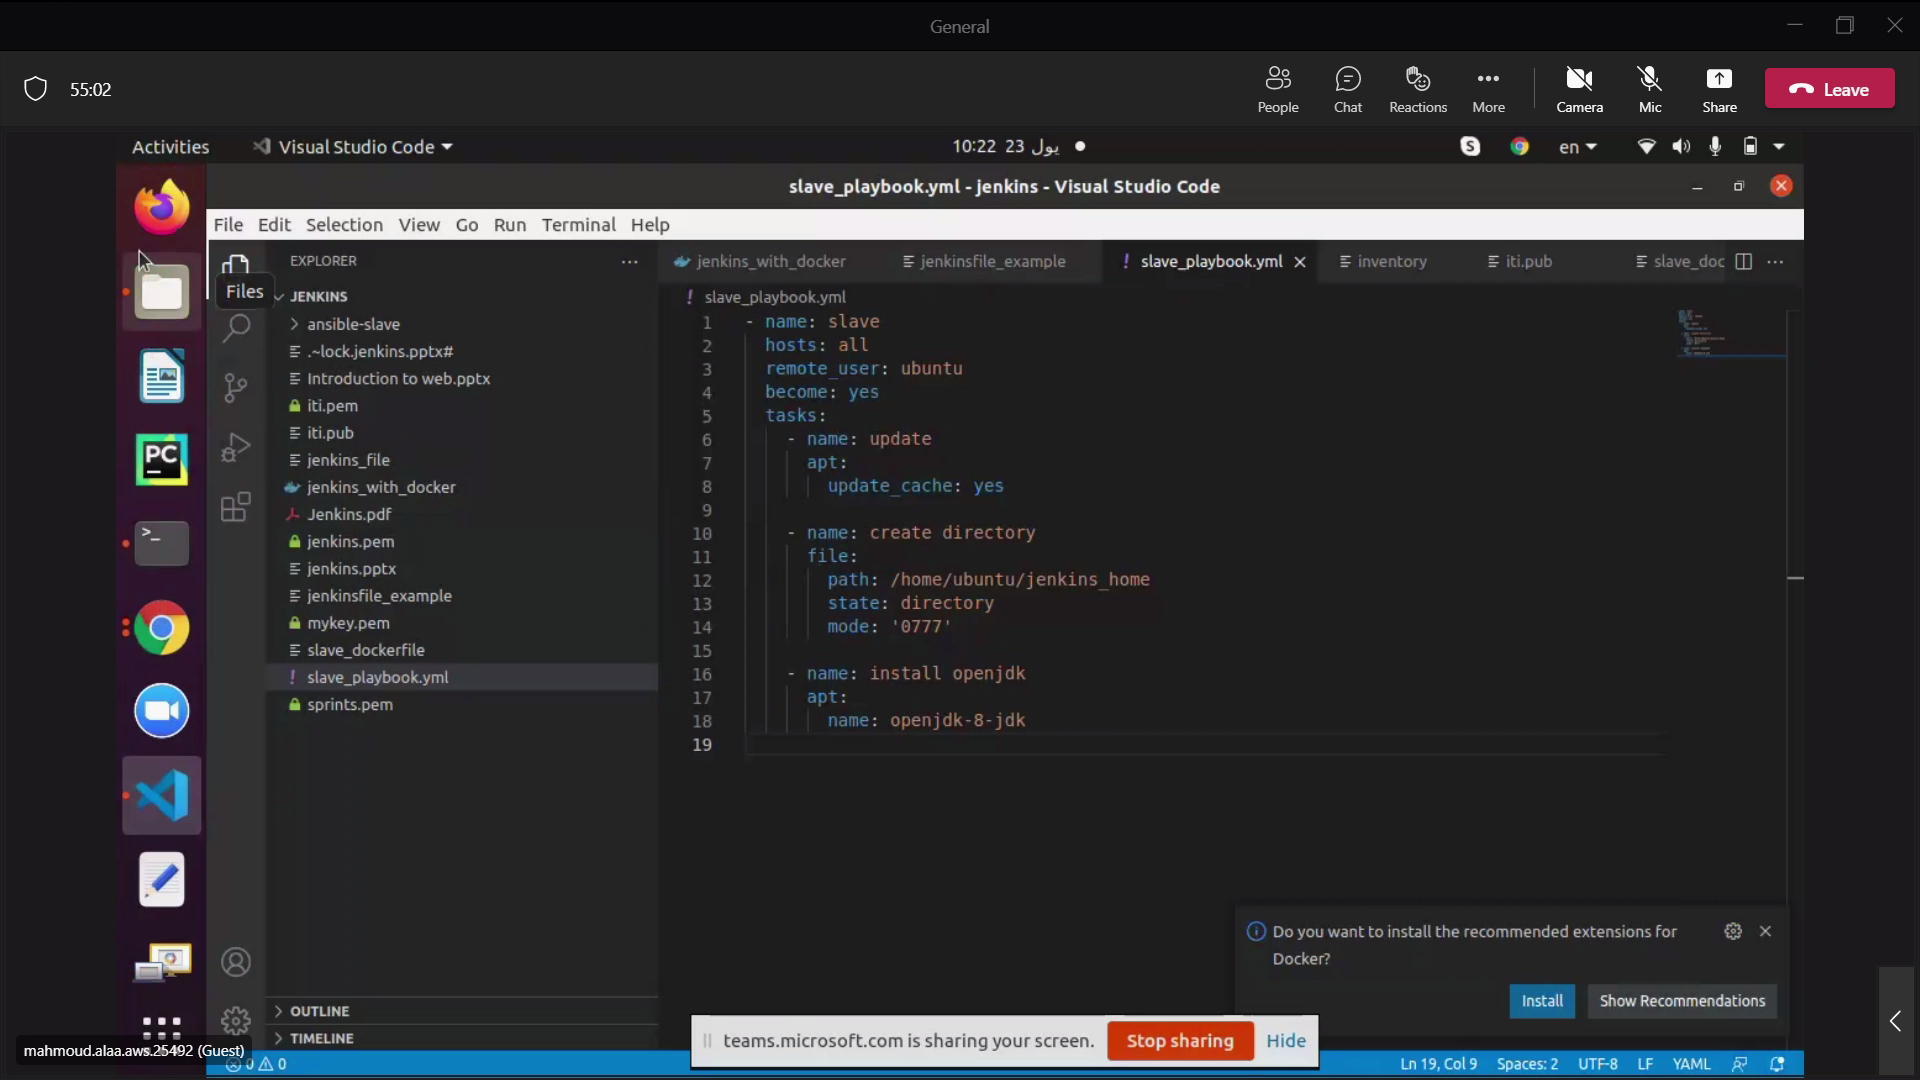 General
55:02
People
Chat
Reactions
More
Camera
Mic
Share
Leave
Activities
Visual Studio Code
10:22 23 يول
en
slave_playbook.yml - jenkins - Visual Studio Code
File Edit Selection View Go Run Terminal Help
EXPLORER
Files
JENKINS
ansible-slave
.~lock.jenkins.pptx#
Introduction to web.pptx
iti.pem
iti.pub
jenkins_file
jenkins_with_docker
Jenkins.pdf
jenkins.pem
jenkins.pptx
jenkinsfile_example
mykey.pem
slave_dockerfile
slave_playbook.yml
sprints.pem
OUTLINE
TIMELINE
PC
jenkins_with_docker
jenkinsfile_example
slave_playbook.yml
inventory
iti.pub
slave_doc
slave_playbook.yml
1 - name: slave
2 hosts: all
3 remote_user: ubuntu
4 become: yes
5 tasks:
6 - name: update
7 apt:
8 update_cache: yes
9
10 - name: create directory
11 file:
12 path: /home/ubuntu/jenkins_home
13 state: directory
14 mode: '0777'
15
16 - name: install openjdk
17 apt:
18 name: openjdk-8-jdk
19
Do you want to install the recommended extensions for
Docker?
Install
Show Recommendations
teams.microsoft.com is sharing your screen.
Stop sharing
Hide
mahmoud.alaa.aws.25492 (Guest)
0 0
Ln 19, Col 9 Spaces: 2 UTF-8 LF YAML